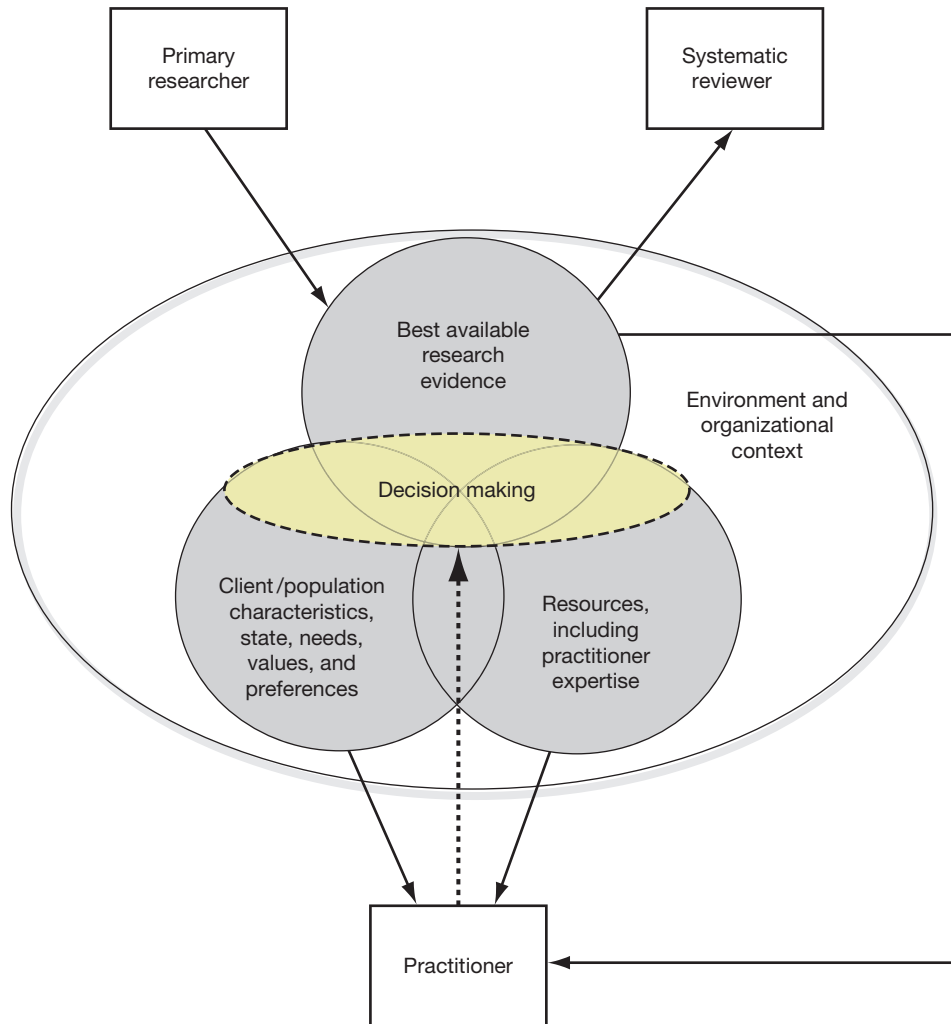 Primary
researcher
Systematic
reviewer
Best available
research
evidence
Environment and
organizational
context
Decision making
Client/population
characteristics,
state, needs,
values, and
preferences
Resources,
including
practitioner
expertise
Practitioner